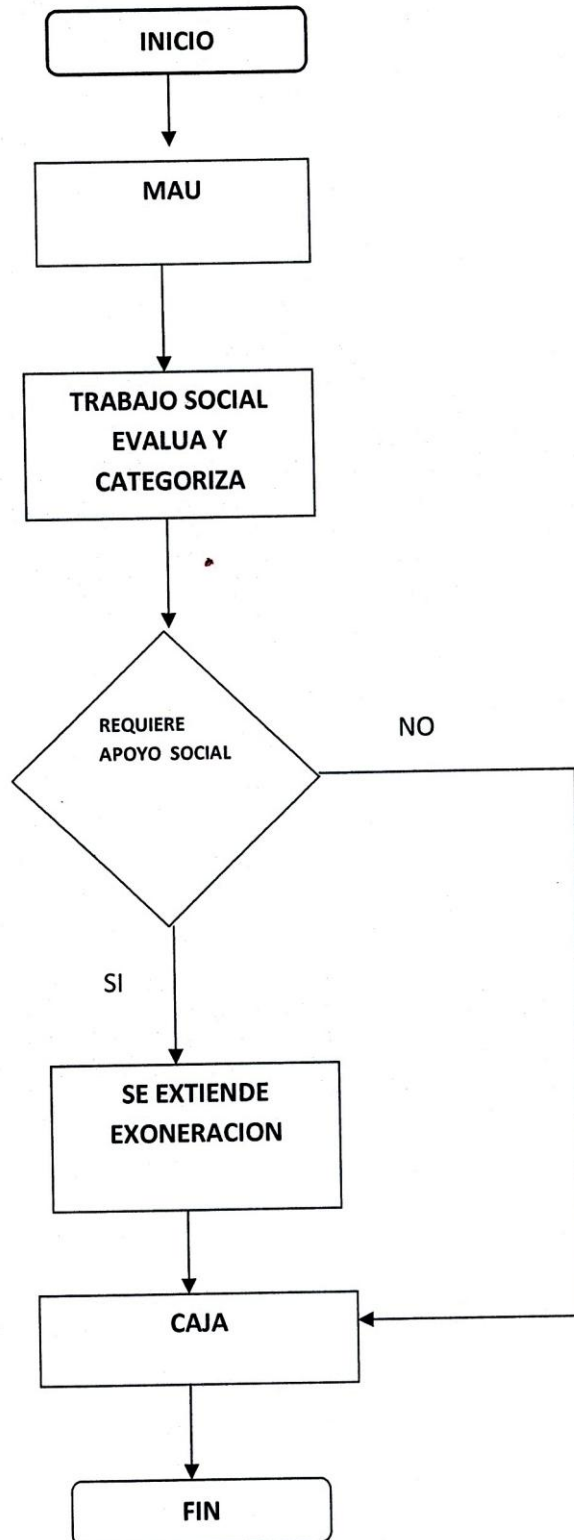 INICIO
MAU
TRABAJO SOCIAL
EVALUA Y
CATEGORIZA
REQUIERE
APOYO SOCIAL
NO
SI
SE EXTIENDE
EXONERACION
CAJA
FIN